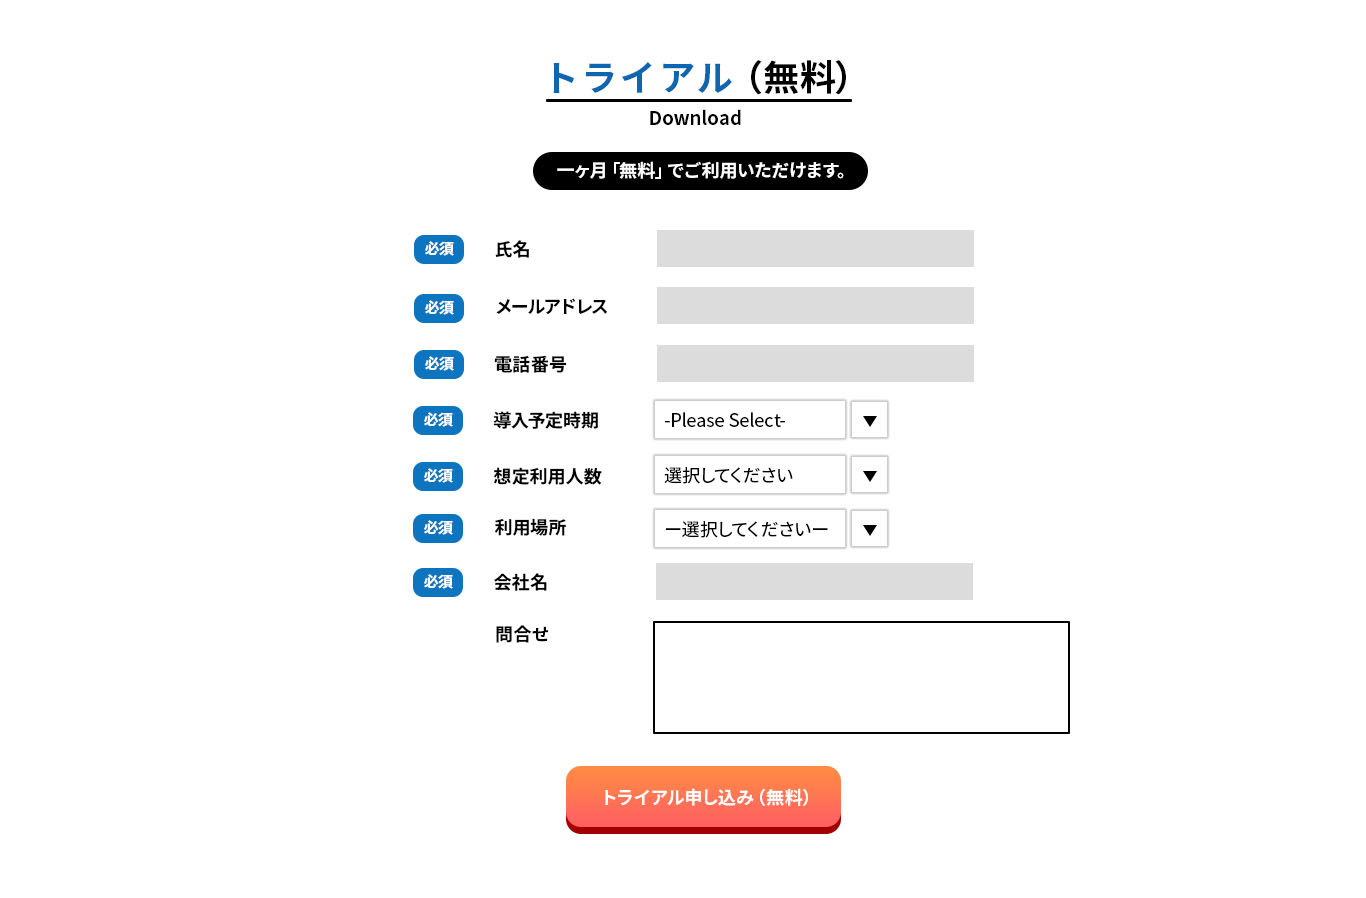 トライアル（無料）
Download
一ヶ月「無料」でご利用いただけます。
必須 氏名
必須 メールアドレス
必須 電話番号
必須 導入予定時期 -Please Select- ▼
必須 想定利用人数 選択してください ▼
必須 利用場所 ー選択してくださいー ▼
必須 会社名
問合せ
トライアル申し込み（無料）